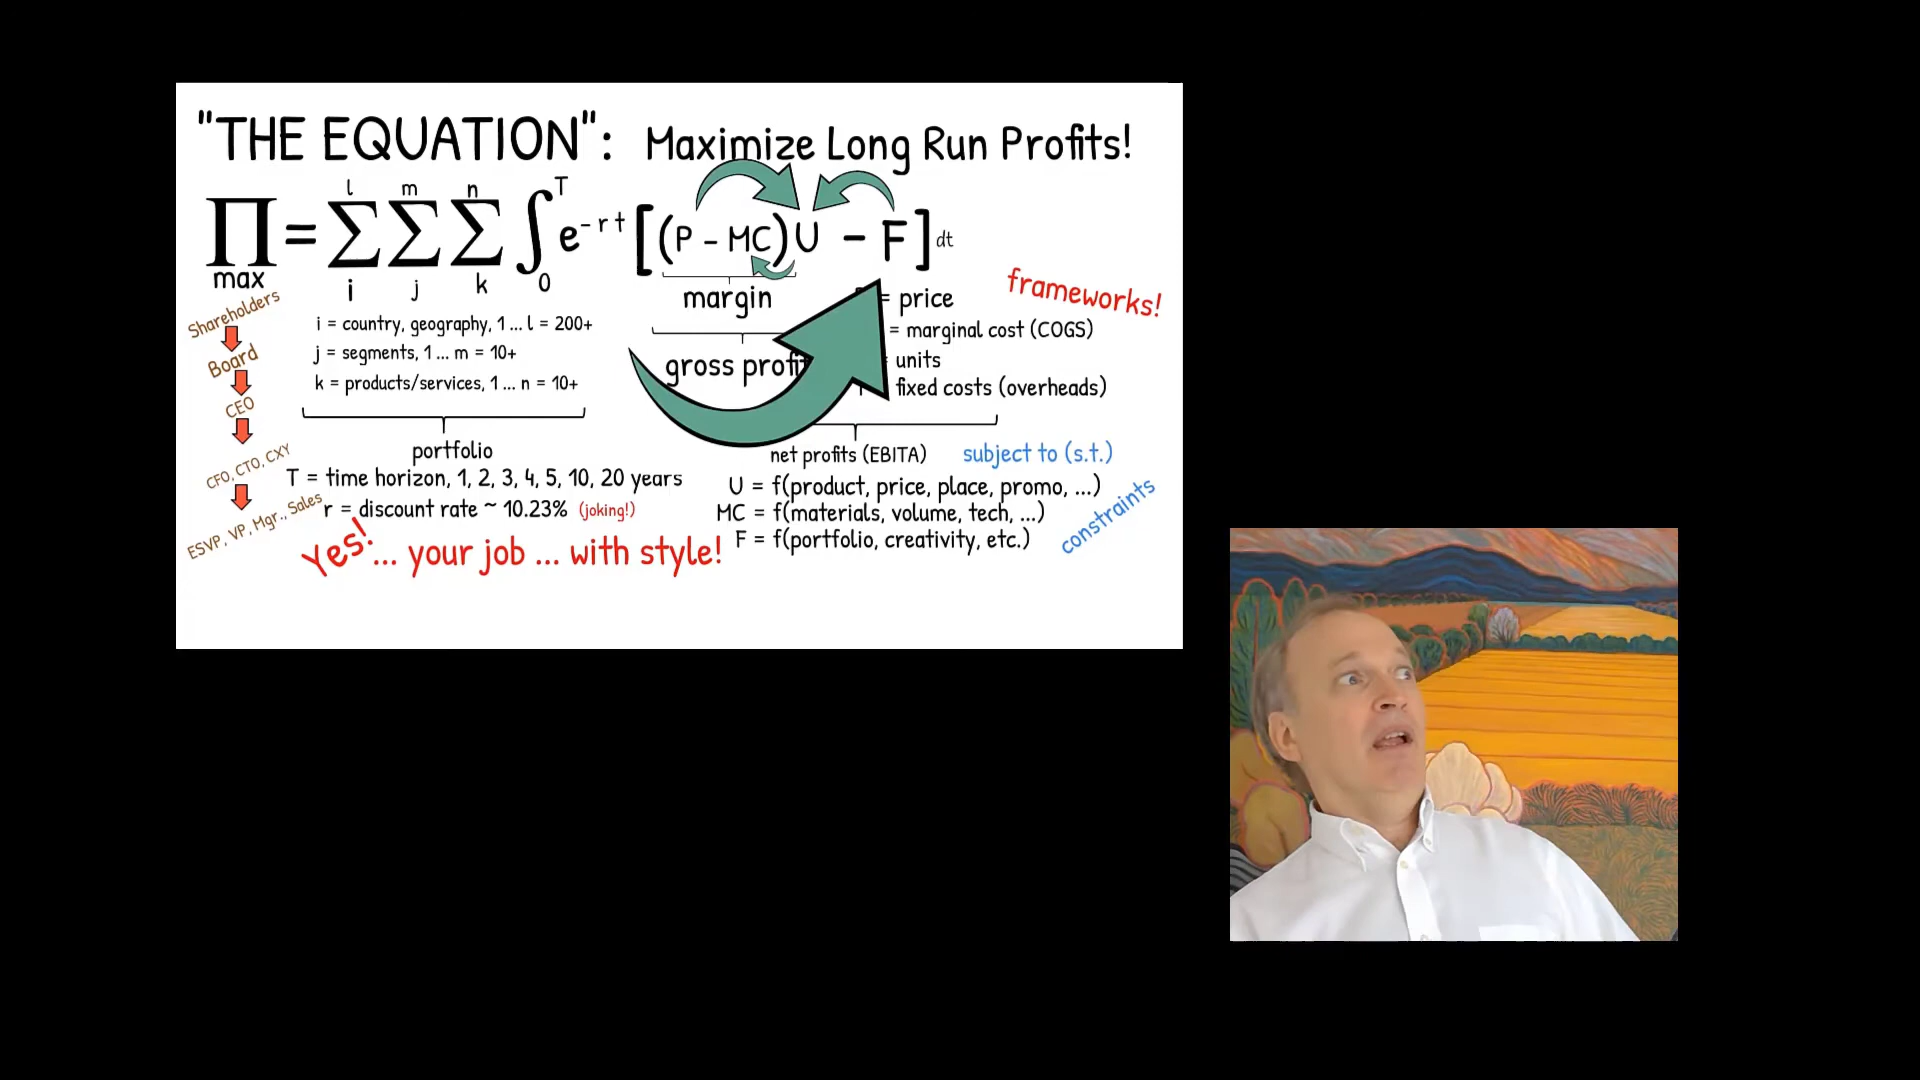 "THE EQUATION": Maximize Long Run Profits!
∏ = ∑ ∑ ∑ ∫ e^-rt [(P - MC)U - F] dt
max
l m n T
i j k 0
margin
gross profit
i = country, geography, 1 ... l = 200+
j = segments, 1 ... m = 10+
k = products/services, 1 ... n = 10+
portfolio
= price
= marginal cost (COGS)
units
fixed costs (overheads)
net profits (EBITA)
frameworks!
subject to (s.t.)
constraints
T = time horizon, 1, 2, 3, 4, 5, 10, 20 years
r = discount rate ~ 10.23% (joking!)
U = f(product, price, place, promo, ...)
MC = f(materials, volume, tech, ...)
F = f(portfolio, creativity, etc.)
Shareholders
Board
CEO
CFO, CTO, CXY
ESVP, VP, Mgr., Sales
Yes! ... your job ... with style!